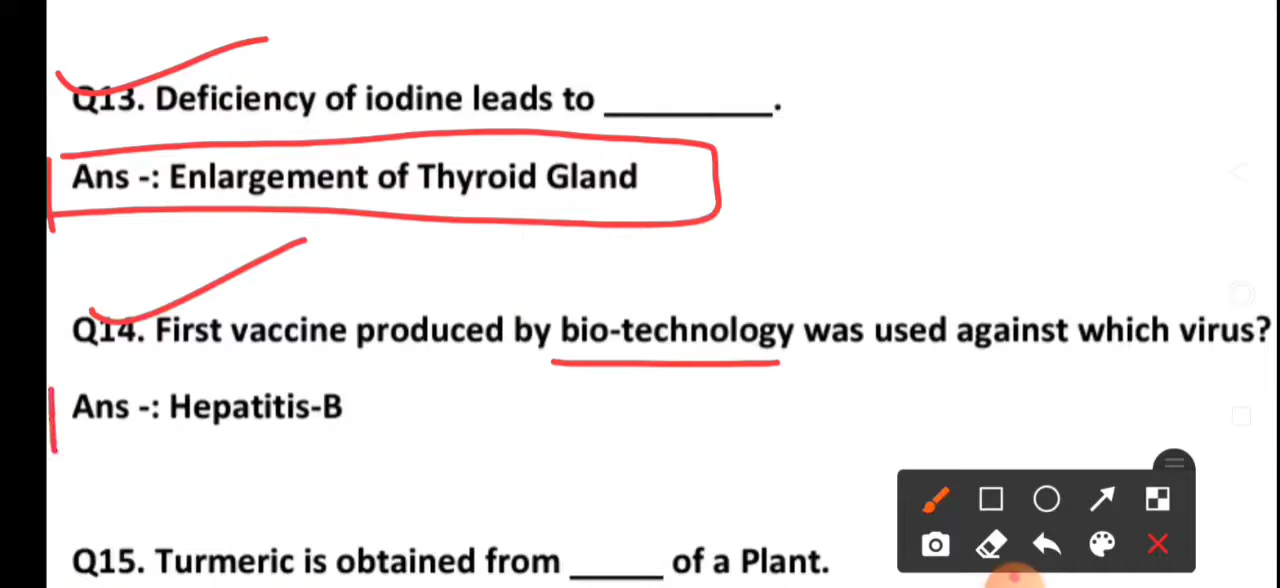 Q13. Deficiency of iodine leads to __________.
Ans -: Enlargement of Thyroid Gland
Q14. First vaccine produced by bio-technology was used against which virus?
Ans -: Hepatitis-B
Q15. Turmeric is obtained from _____ of a Plant.